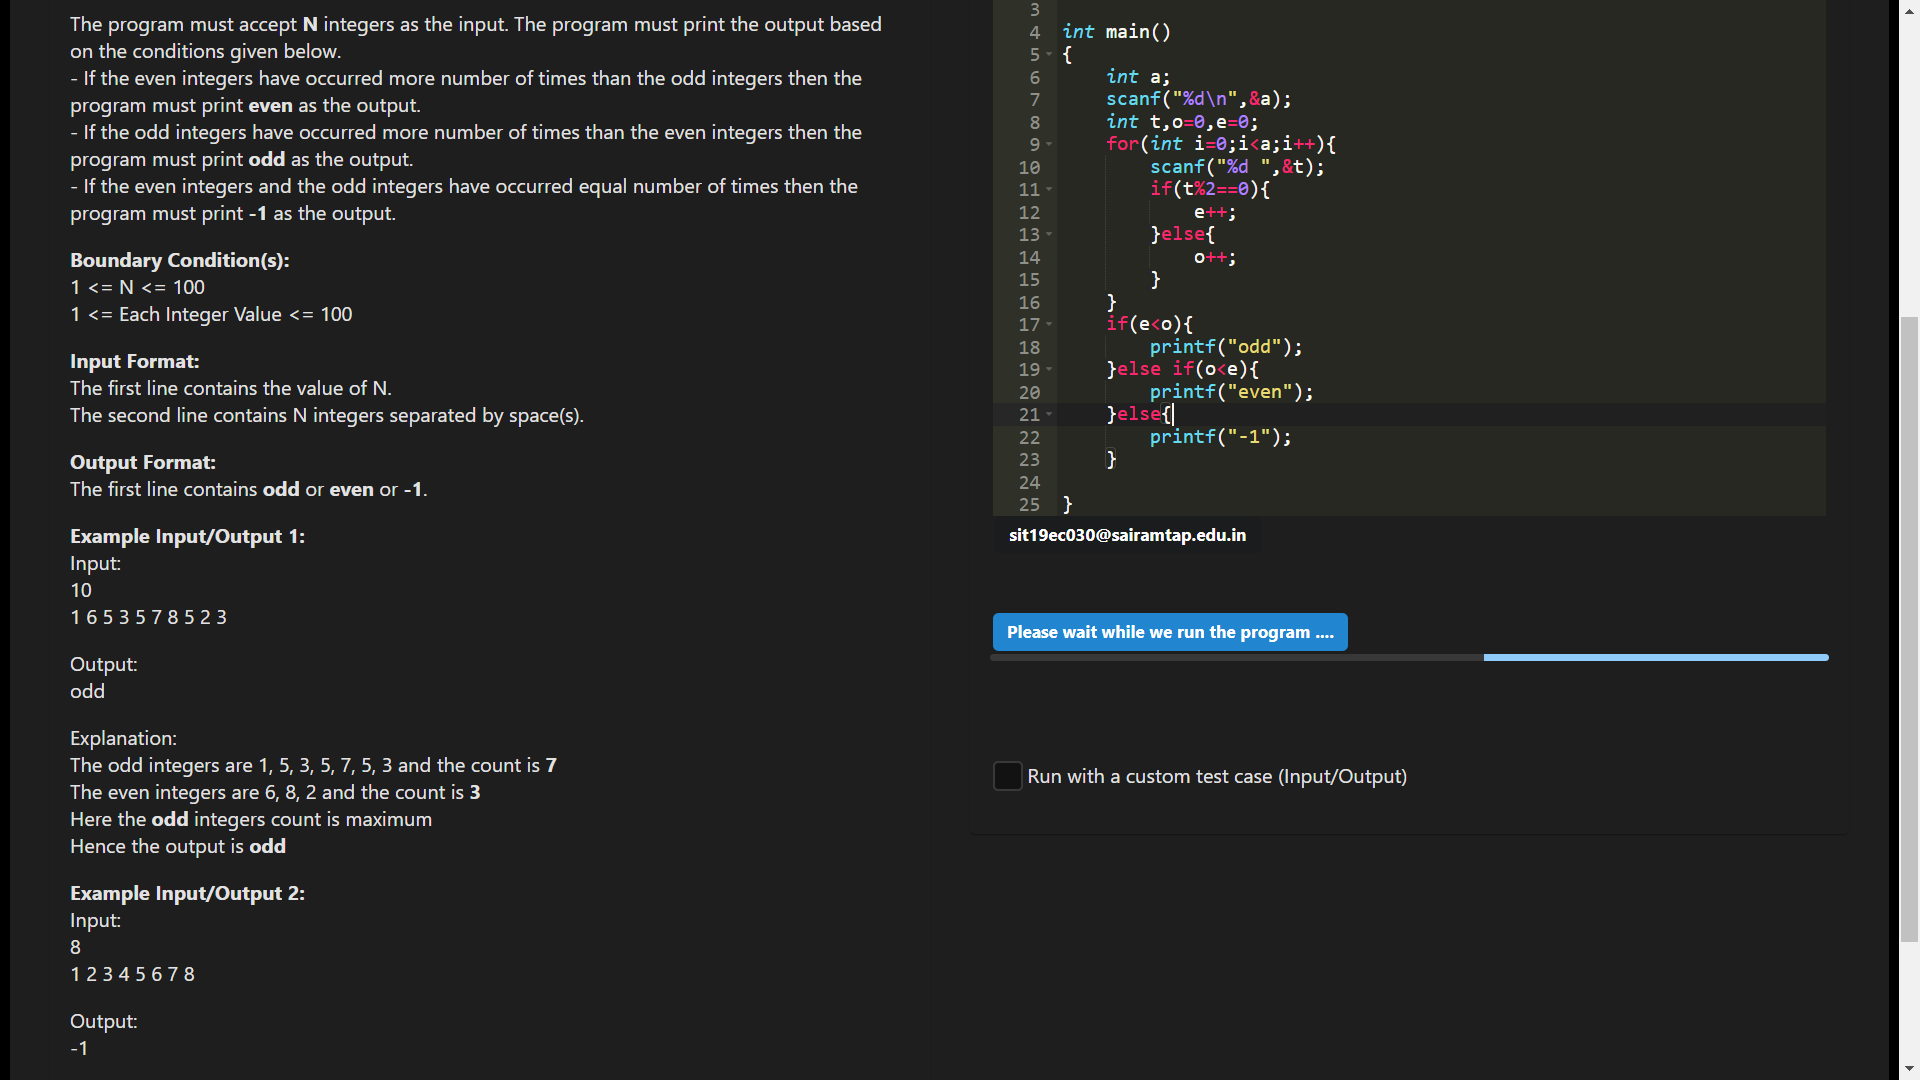 The program must accept N integers as the input. The program must print the output based
on the conditions given below.
- If the even integers have occurred more number of times than the odd integers then the
program must print even as the output.
- If the odd integers have occurred more number of times than the even integers then the
program must print odd as the output.
- If the even integers and the odd integers have occurred equal number of times then the
program must print -1 as the output.
Boundary Condition(s):
1 <= N <= 100
1 <= Each Integer Value <= 100
Input Format:
The first line contains the value of N.
The second line contains N integers separated by space(s).
Output Format:
The first line contains odd or even or -1.
Example Input/Output 1:
Input:
10
1 6 5 3 5 7 8 5 2 3
Output:
odd
Explanation:
The odd integers are 1, 5, 3, 5, 7, 5, 3 and the count is 7
The even integers are 6, 8, 2 and the count is 3
Here the odd integers count is maximum
Hence the output is odd
Example Input/Output 2:
Input:
8
1 2 3 4 5 6 7 8
Output:
-1
3
4 int main()
5 {
6     int a;
7     scanf("%d\n",&a);
8     int t,o=0,e=0;
9     for(int i=0;i<a;i++){
10         scanf("%d ",&t);
11         if(t%2==0){
12             e++;
13         }else{
14             o++;
15         }
16     }
17     if(e<o){
18         printf("odd");
19     }else if(o<e){
20         printf("even");
21     }else{
22         printf("-1");
23     }
24
25 }
sit19ec030@sairamtap.edu.in
Please wait while we run the program ....
Run with a custom test case (Input/Output)